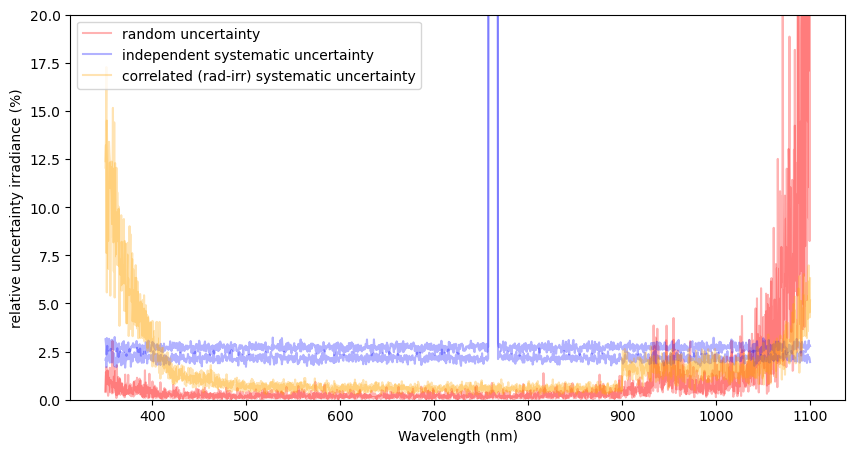 20.0
17.5
15.0
12.5
10.0
7.5
5.0
2.5
0.0
relative uncertainty irradiance (%)
random uncertainty
independent systematic uncertainty
correlated (rad-irr) systematic uncertainty
400 500 600 700 800 900 1000 1100
Wavelength (nm)